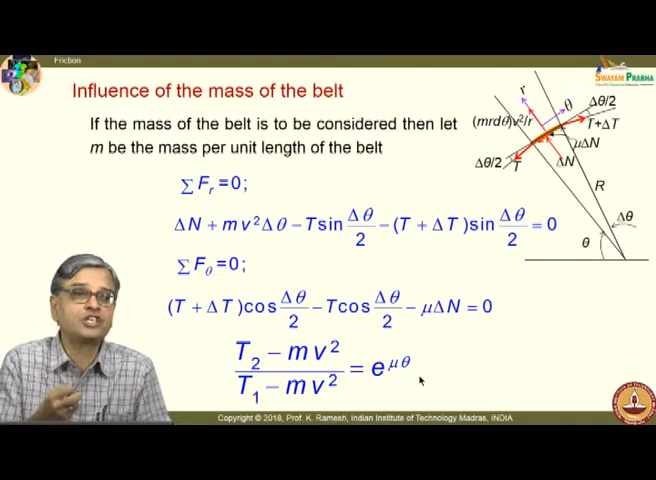 Friction
SWAYAM PRABHA
Influence of the mass of the belt
If the mass of the belt is to be considered then let
m be the mass per unit length of the belt
∑F_r = 0;
ΔN + mv²Δθ − T sin Δθ/2 − (T + ΔT) sin Δθ/2 = 0
∑F_θ = 0;
(T + ΔT) cos Δθ/2 − T cos Δθ/2 − μΔN = 0
(T₂ − mv²)/(T₁ − mv²) = e^{μθ}
r
θ
Δθ/2
(mrdθ)v²/r
T+ΔT
μΔN
Δθ/2
T
ΔN
R
Δθ
θ
Copyright © 2018, Prof. K. Ramesh, Indian Institute of Technology Madras, INDIA